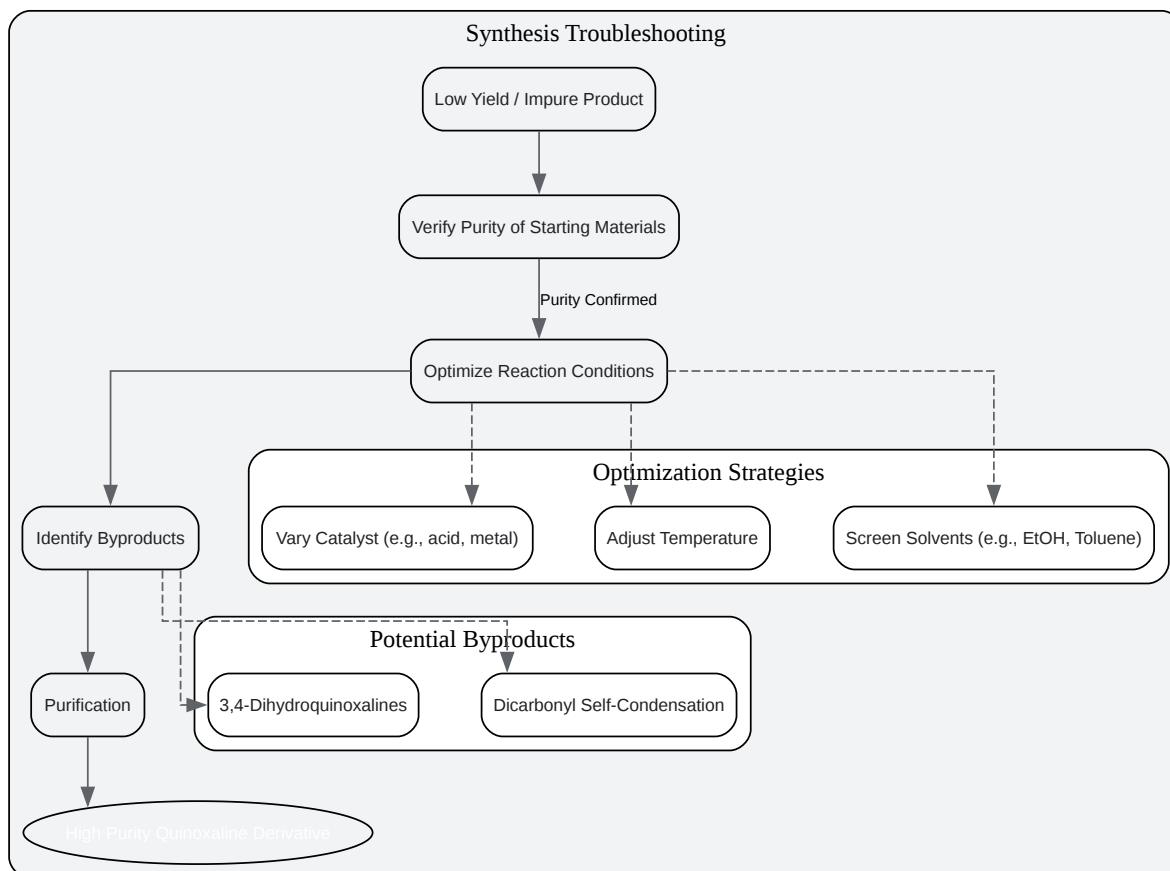 Synthesis Troubleshooting
Low Yield / Impure Product
Verify Purity of Starting Materials
Purity Confirmed
Optimize Reaction Conditions
Optimization Strategies
Identify Byproducts
Vary Catalyst (e.g., acid, metal)
Adjust Temperature
Screen Solvents (e.g., EtOH, Toluene)
Potential Byproducts
Purification
3,4-Dihydroquinoxalines
Dicarbonyl Self-Condensation
High Purity Quinoxaline Derivative